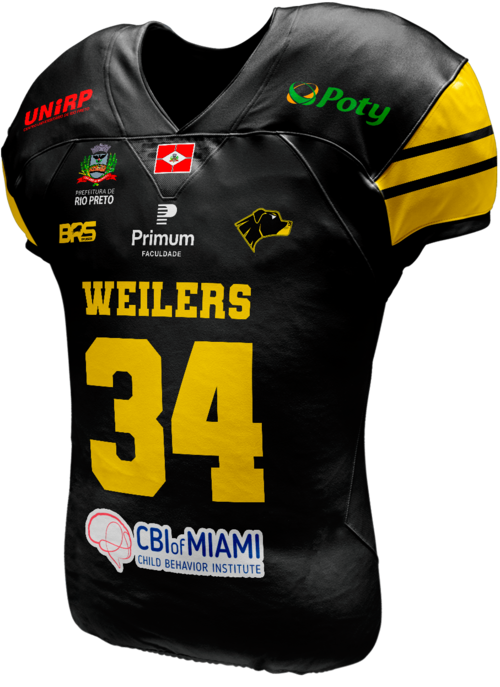 UNIRP
Poty
PREFEITURA DE
RIO PRETO
BRS
Primum
FACULDADE
WEILERS
34
CBIofMIAMI
CHILD BEHAVIOR INSTITUTE